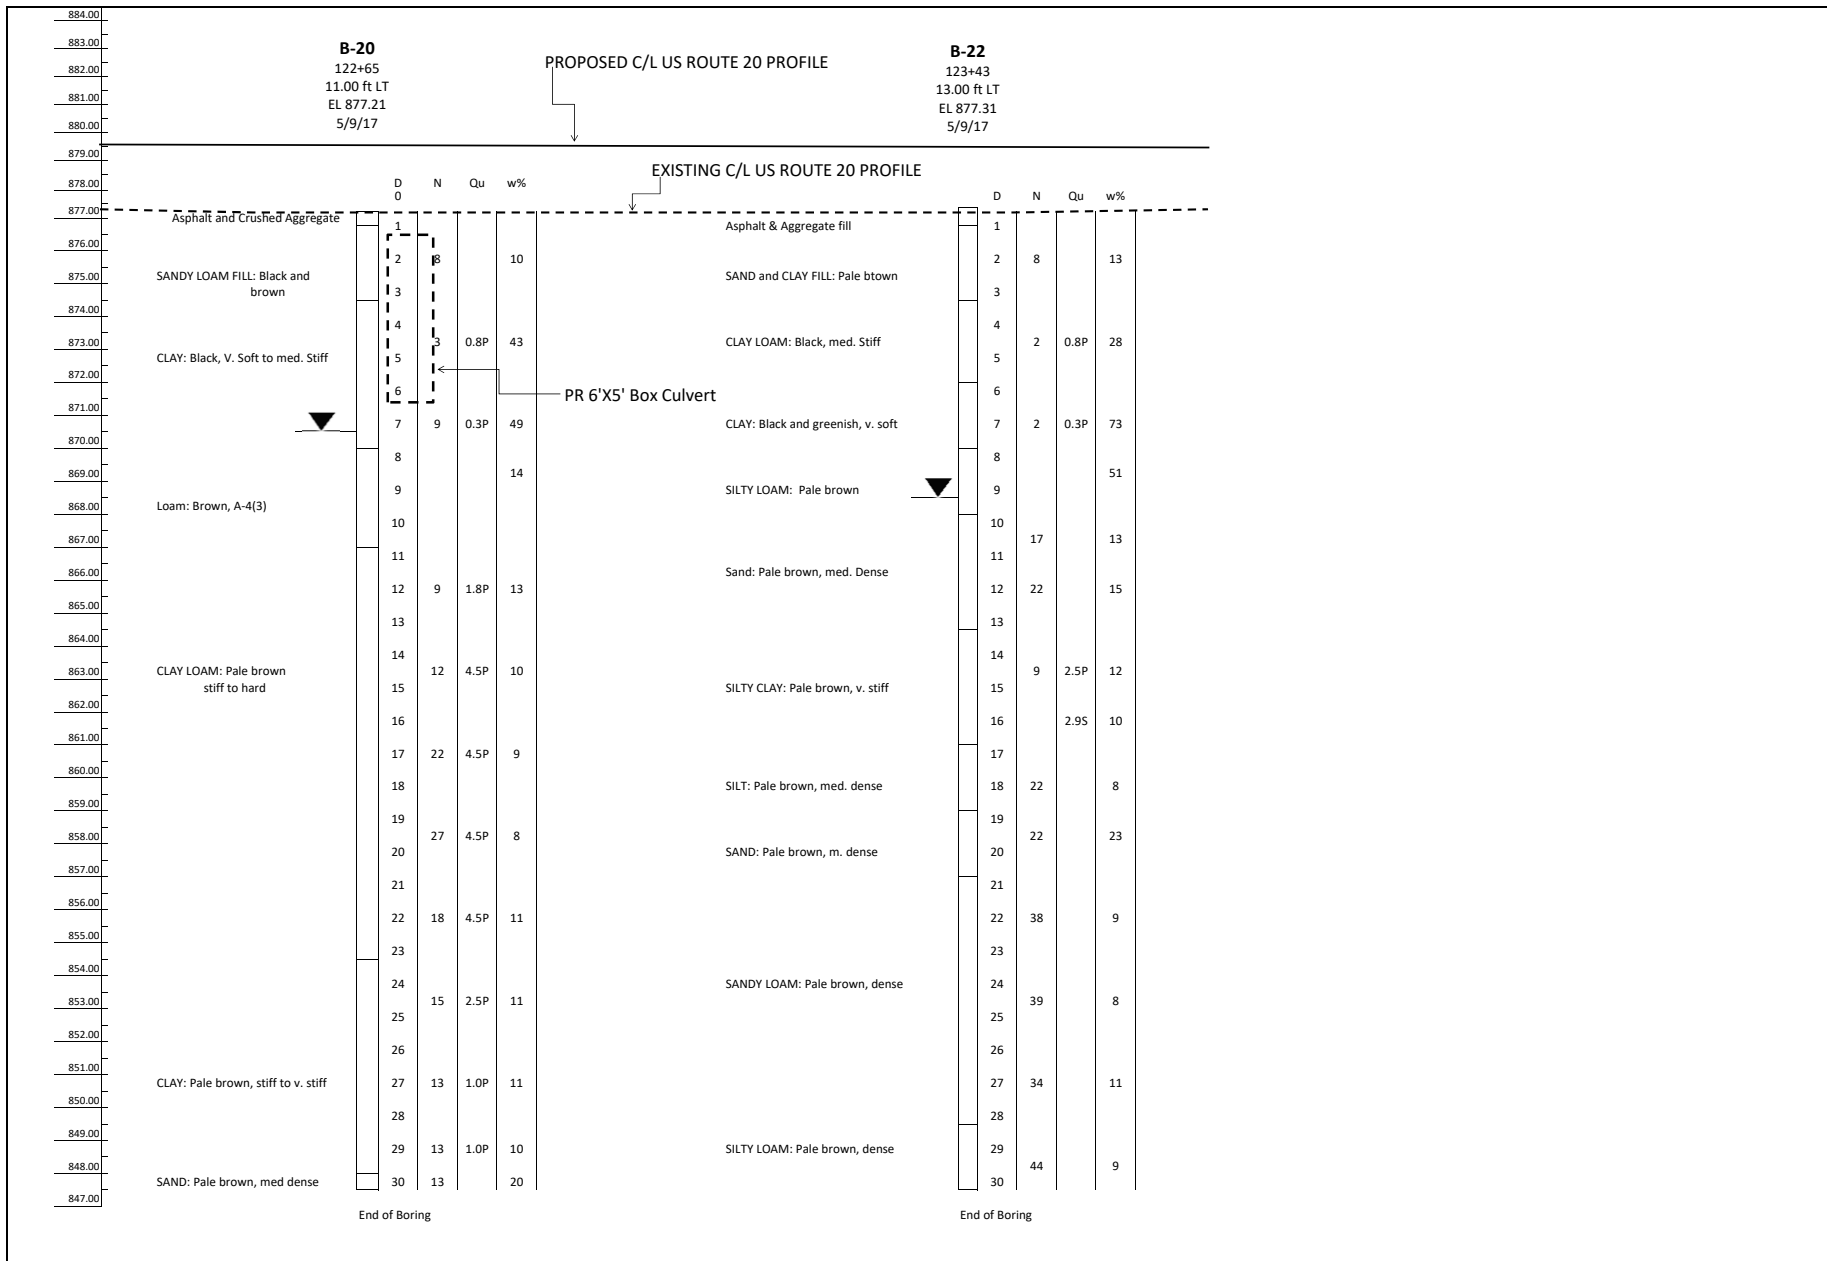 884.00
883.00
882.00
881.00
880.00
879.00
878.00
877.00
876.00
875.00
874.00
873.00
872.00
871.00
870.00
869.00
868.00
867.00
866.00
865.00
864.00
863.00
862.00
861.00
860.00
859.00
858.00
857.00
856.00
855.00
854.00
853.00
852.00
851.00
850.00
849.00
848.00
847.00
B-20
122+65
11.00 ft LT
EL 877.21
5/9/17
PROPOSED C/L US ROUTE 20 PROFILE
B-22
123+43
13.00 ft LT
EL 877.31
5/9/17
EXISTING C/L US ROUTE 20 PROFILE
D N Qu w%
0
Asphalt and Crushed Aggregate
1
2 8 10
SANDY LOAM FILL: Black and
brown
3
4
3 0.8P 43
CLAY: Black, V. Soft to med. Stiff
5
6
PR 6'X5' Box Culvert
7 9 0.3P 49
8
14
9
Loam: Brown, A-4(3)
10
11
12 9 1.8P 13
13
14
CLAY LOAM: Pale brown
stiff to hard
12 4.5P 10
15
16
17 22 4.5P 9
18
19
27 4.5P 8
20
21
22 18 4.5P 11
23
24
15 2.5P 11
25
26
CLAY: Pale brown, stiff to v. stiff
27 13 1.0P 11
28
29 13 1.0P 10
SAND: Pale brown, med dense
30 13 20
End of Boring
D N Qu w%
Asphalt & Aggregate fill
1
2 8 13
SAND and CLAY FILL: Pale btown
3
4
CLAY LOAM: Black, med. Stiff
2 0.8P 28
5
6
CLAY: Black and greenish, v. soft
7 2 0.3P 73
8
51
SILTY LOAM: Pale brown
9
10
17 13
11
Sand: Pale brown, med. Dense
12 22 15
13
14
9 2.5P 12
SILTY CLAY: Pale brown, v. stiff
15
16 2.9S 10
17
SILT: Pale brown, med. dense
18 22 8
19
22 23
SAND: Pale brown, m. dense
20
21
22 38 9
23
SANDY LOAM: Pale brown, dense
24
39 8
25
26
27 34 11
28
SILTY LOAM: Pale brown, dense
29
44 9
30
End of Boring